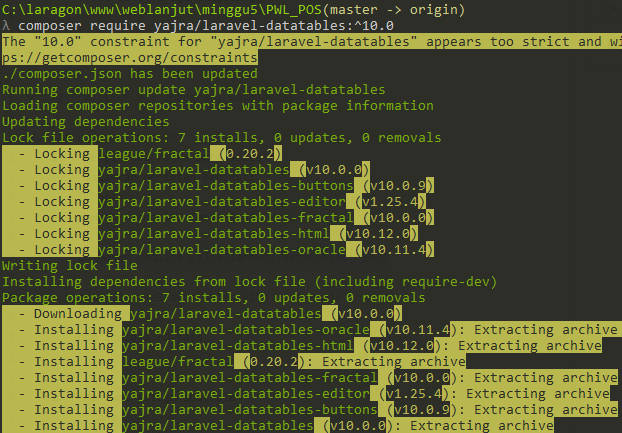 C:\laragon\www\weblanjut\minggu5\PWL_POS(master -> origin)
λ composer require yajra/laravel-datatables:^10.0
The "10.0" constraint for "yajra/laravel-datatables" appears too strict and wi
ps://getcomposer.org/constraints
./composer.json has been updated
Running composer update yajra/laravel-datatables
Loading composer repositories with package information
Updating dependencies
Lock file operations: 7 installs, 0 updates, 0 removals
- Locking league/fractal (0.20.2)
- Locking yajra/laravel-datatables (v10.0.0)
- Locking yajra/laravel-datatables-buttons (v10.0.9)
- Locking yajra/laravel-datatables-editor (v1.25.4)
- Locking yajra/laravel-datatables-fractal (v10.0.0)
- Locking yajra/laravel-datatables-html (v10.12.0)
- Locking yajra/laravel-datatables-oracle (v10.11.4)
Writing lock file
Installing dependencies from lock file (including require-dev)
Package operations: 7 installs, 0 updates, 0 removals
- Downloading yajra/laravel-datatables (v10.0.0)
- Installing yajra/laravel-datatables-oracle (v10.11.4): Extracting archive
- Installing yajra/laravel-datatables-html (v10.12.0): Extracting archive
- Installing league/fractal (0.20.2): Extracting archive
- Installing yajra/laravel-datatables-fractal (v10.0.0): Extracting archive
- Installing yajra/laravel-datatables-editor (v1.25.4): Extracting archive
- Installing yajra/laravel-datatables-buttons (v10.0.9): Extracting archive
- Installing yajra/laravel-datatables (v10.0.0): Extracting archive